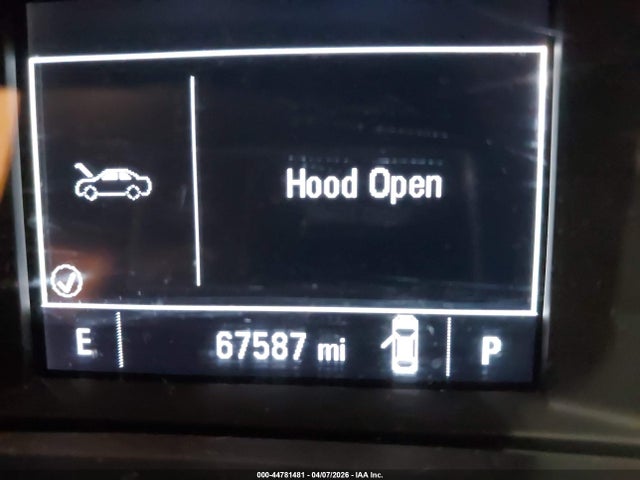 Hood Open
E 67587 mi P
000-44781481 - 04/07/2026 - IAA Inc.